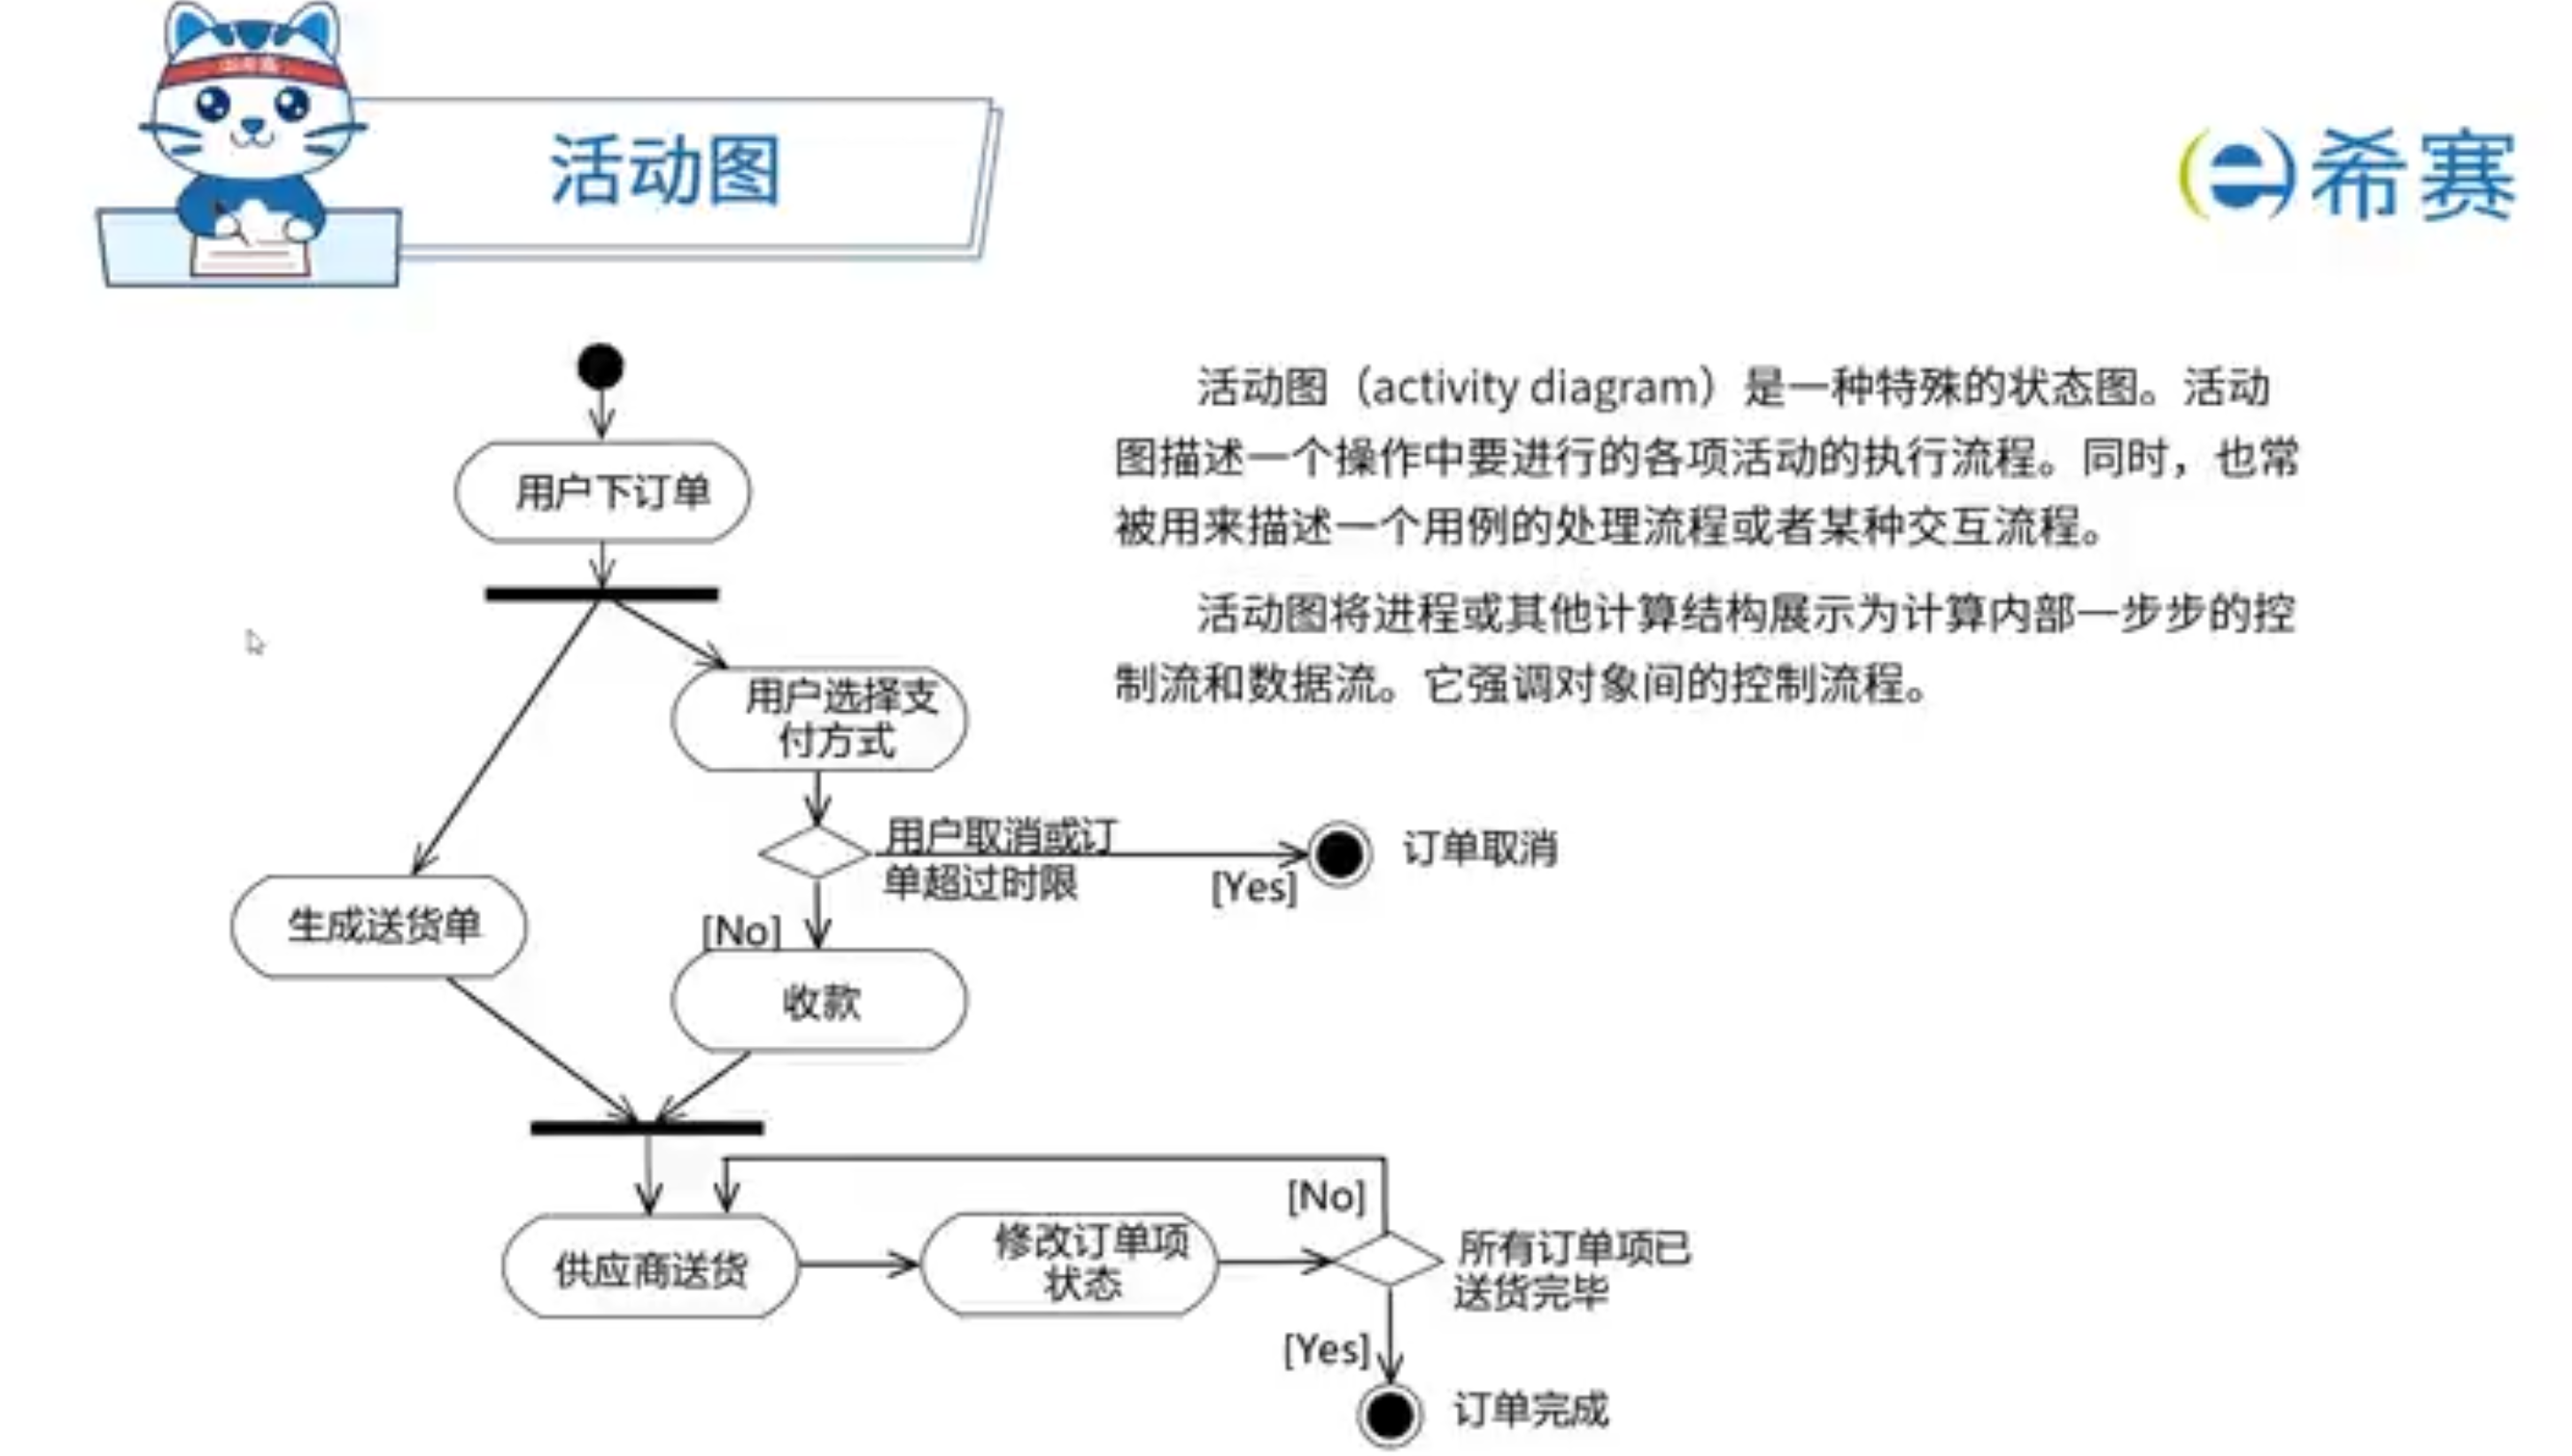 活动图
希赛
活动图（activity diagram）是一种特殊的状态图。活动
图描述一个操作中要进行的各项活动的执行流程。同时，也常
被用来描述一个用例的处理流程或者某种交互流程。
活动图将进程或其他计算结构展示为计算内部一步步的控
制流和数据流。它强调对象间的控制流程。
用户下订单
用户选择支
付方式
用户取消或订
单超过时限
[Yes]
订单取消
[No]
生成送货单
收款
供应商送货
修改订单项
状态
[No]
所有订单项已
送货完毕
[Yes]
订单完成